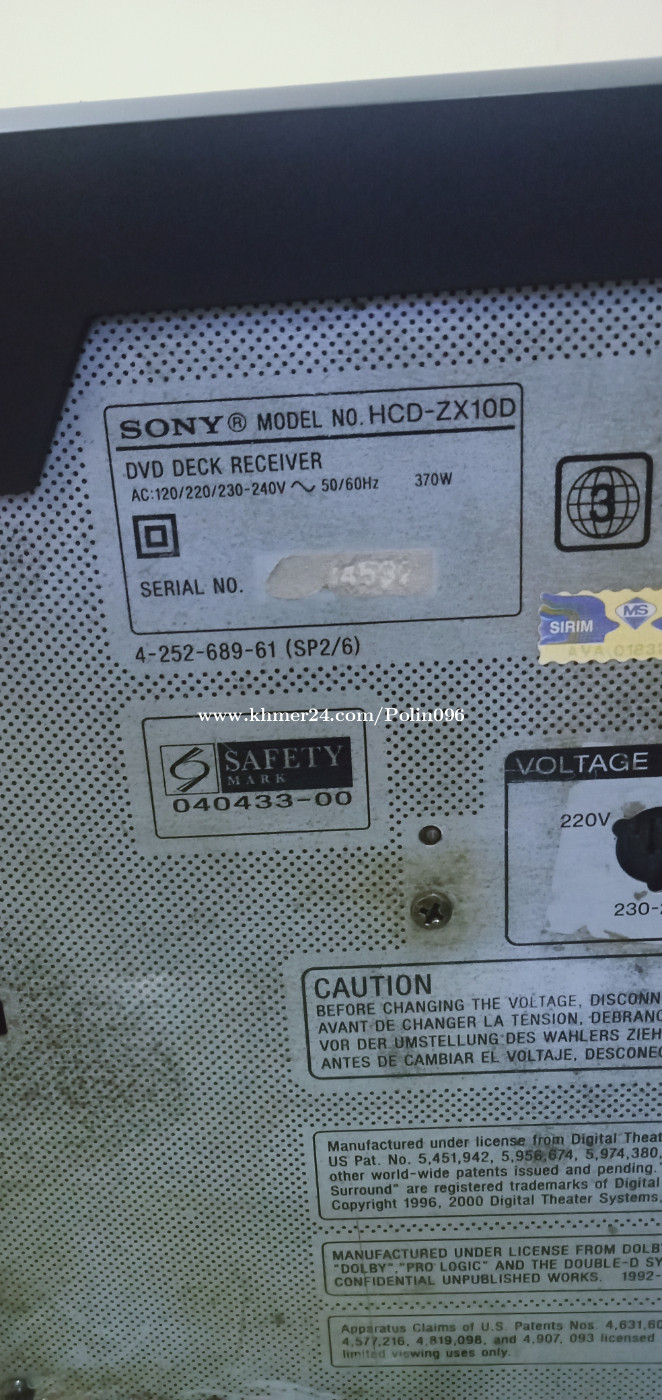 SONY® MODEL NO. HCD-ZX10D
DVD DECK RECEIVER
AC:120/220/230-240V ～ 50/60Hz 370W
3
SERIAL NO.
SIRIM MS
4-252-689-61 (SP2/6)
www.khmer24.com/Polin096
SAFETY
MARK
040433-00
VOLTAGE
220V
230-
CAUTION
BEFORE CHANGING THE VOLTAGE, DISCONN
AVANT DE CHANGER LA TENSION, DEBRANC
VOR DER UMSTELLUNG DES WAHLERS ZIEH
ANTES DE CAMBIAR EL VOLTAJE, DESCONEC
Manufactured under license from Digital Theat
US Pat. No. 5,451,942, 5,956,674, 5,974,380,
other world-wide patents issued and pending.
Surround" are registered trademarks of Digital
Copyright 1996, 2000 Digital Theater Systems,
MANUFACTURED UNDER LICENSE FROM DOLB
"DOLBY","PRO LOGIC" AND THE DOUBLE-D SY
CONFIDENTIAL UNPUBLISHED WORKS. 1992-
Apparatus Claims of U.S. Patents Nos. 4,631,60
4,577,216, 4,819,098, and 4,907, 093 licensed
limited viewing uses only.